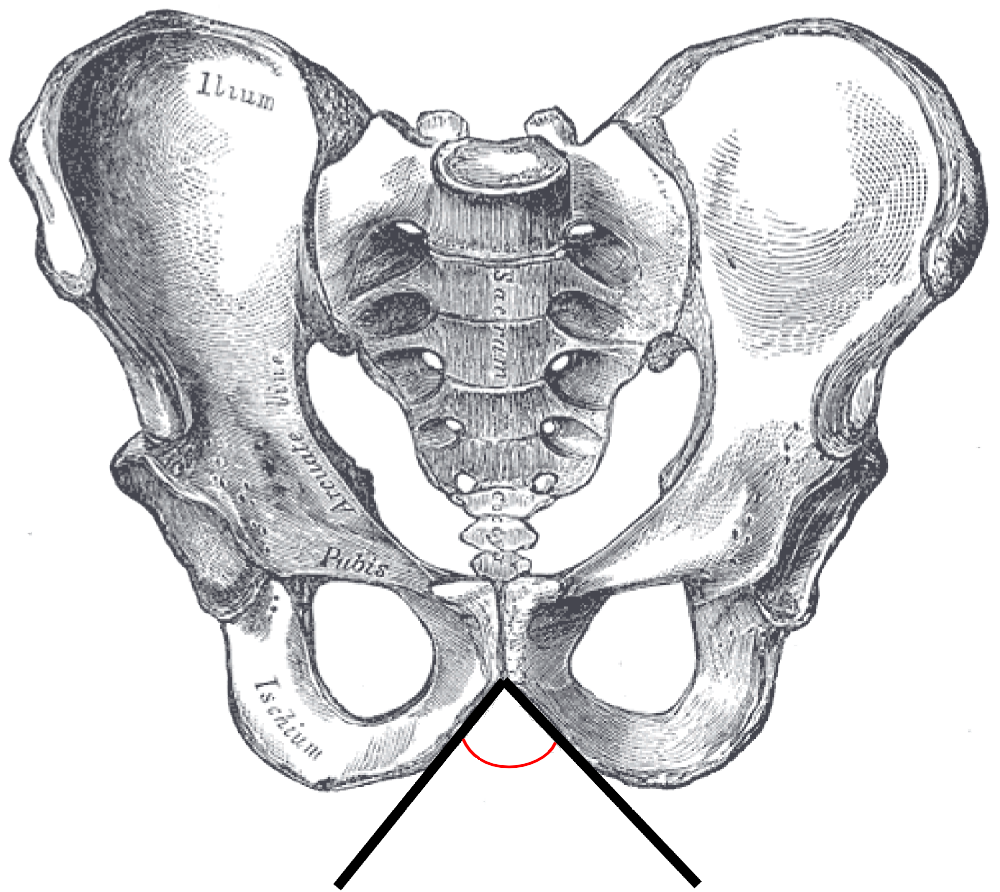 Ilium
Sacrum
Arcuate line
Pubis
Ischium